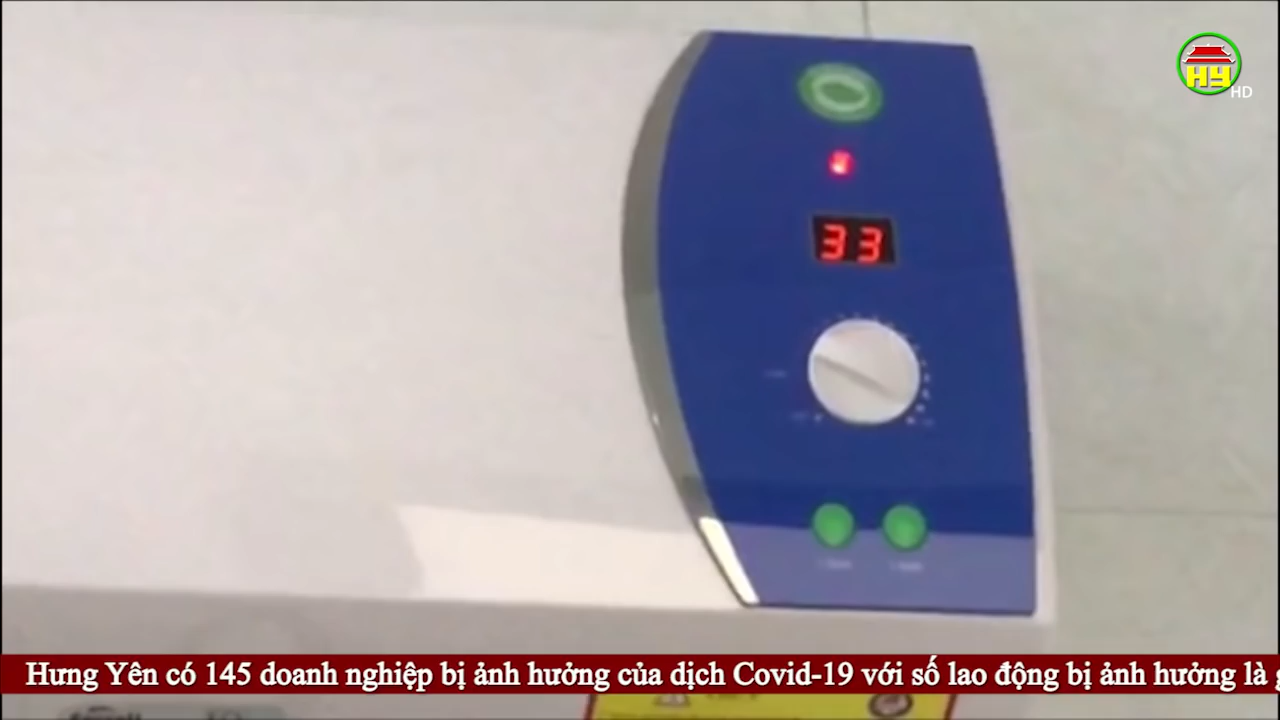 HY
HD
33
Hưng Yên có 145 doanh nghiệp bị ảnh hưởng của dịch Covid-19 với số lao động bị ảnh hưởng là g